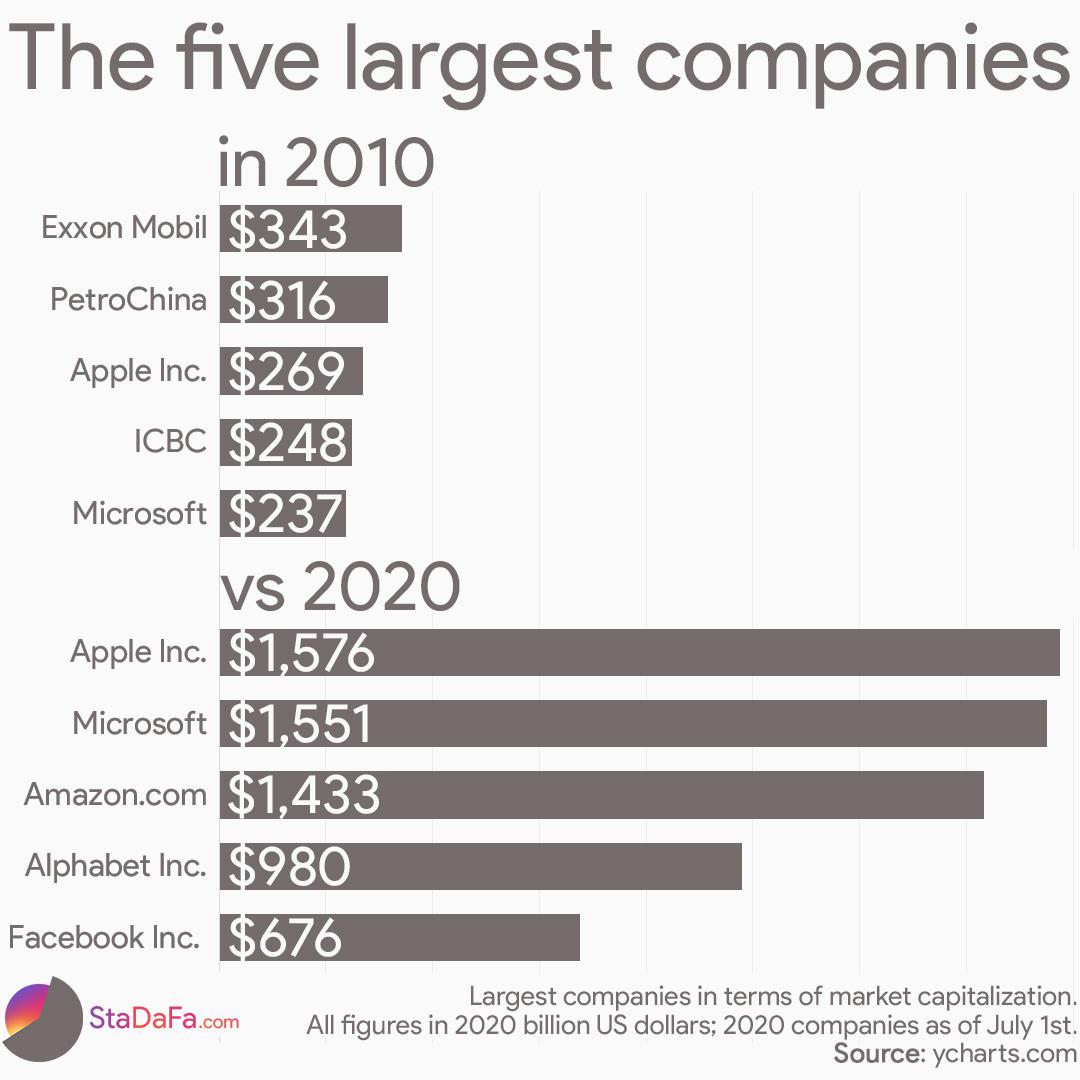 The five largest companies
in 2010
Exxon Mobil $343
PetroChina $316
Apple Inc. $269
ICBC $248
Microsoft $237
vs 2020
Apple Inc. $1,576
Microsoft $1,551
Amazon.com $1,433
Alphabet Inc. $980
Facebook Inc. $676
StaDaFa.com
Largest companies in terms of market capitalization.
All figures in 2020 billion US dollars; 2020 companies as of July 1st.
Source: ycharts.com